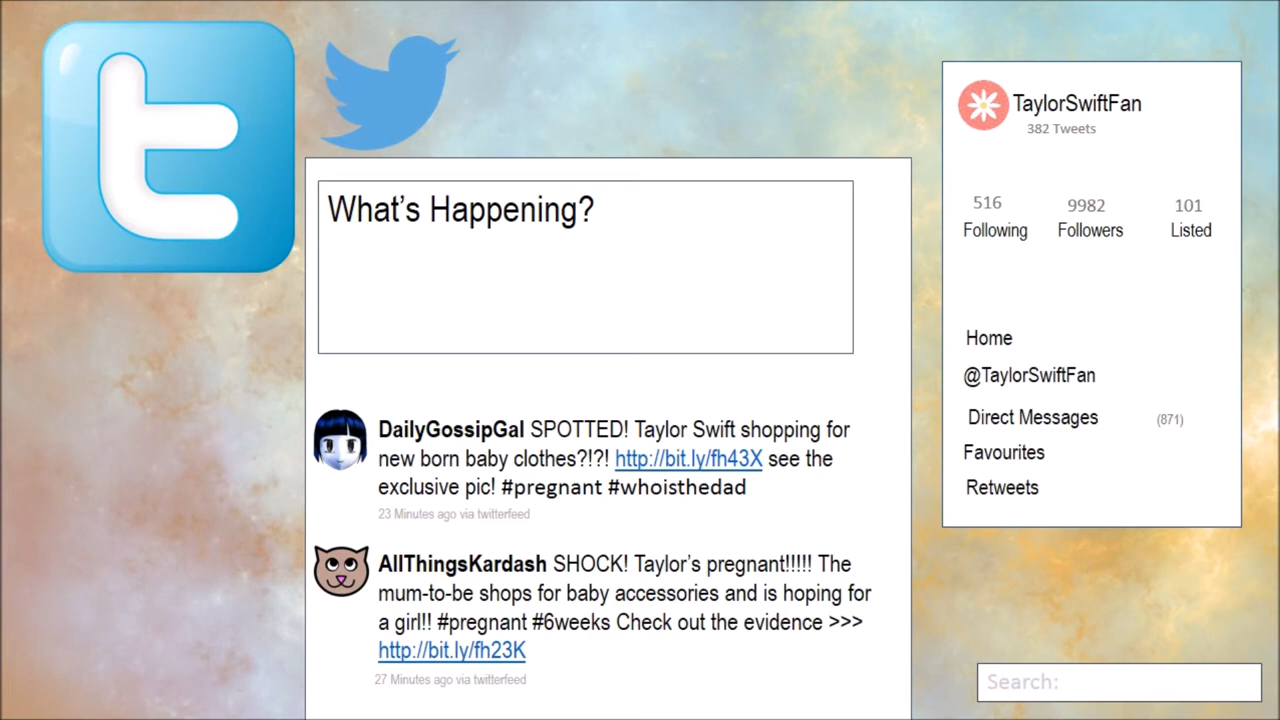 t
TaylorSwiftFan
382 Tweets
516 9982 101
Following Followers Listed
What's Happening?
Home
@TaylorSwiftFan
Direct Messages (871)
Favourites
Retweets
DailyGossipGal SPOTTED! Taylor Swift shopping for
new born baby clothes?!?! http://bit.ly/fh43X see the
exclusive pic! #pregnant #whoisthedad
23 Minutes ago via twitterfeed
AllThingsKardash SHOCK! Taylor's pregnant!!!!! The
mum-to-be shops for baby accessories and is hoping for
a girl!! #pregnant #6weeks Check out the evidence >>>
http://bit.ly/fh23K
27 Minutes ago via twitterfeed
Search: